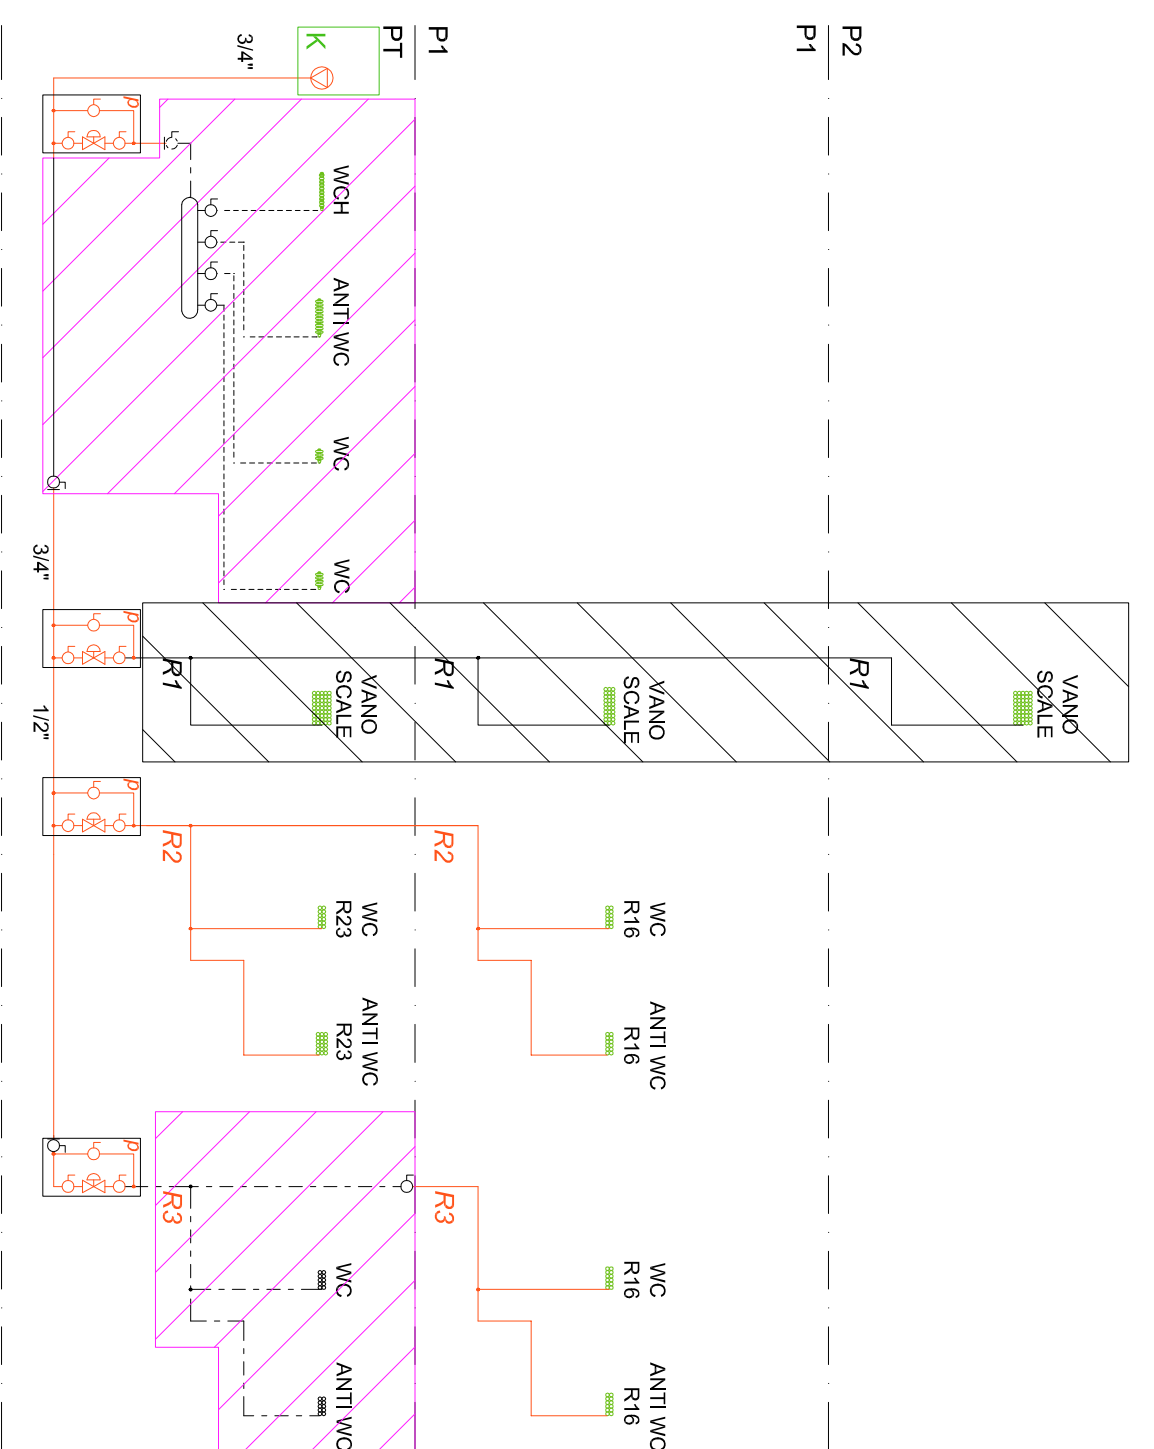 P2
P1
P1
PT
K
3/4"
p
WCH
ANTI WC
WC
WC
3/4"
p
R1
VANO
SCALE
R1
VANO
SCALE
R1
VANO
SCALE
1/2"
p
R2
R2
WC
R23
WC
R16
ANTI WC
R23
ANTI WC
R16
p
R3
R3
WC
WC
R16
ANTI WC
ANTI WC
R16